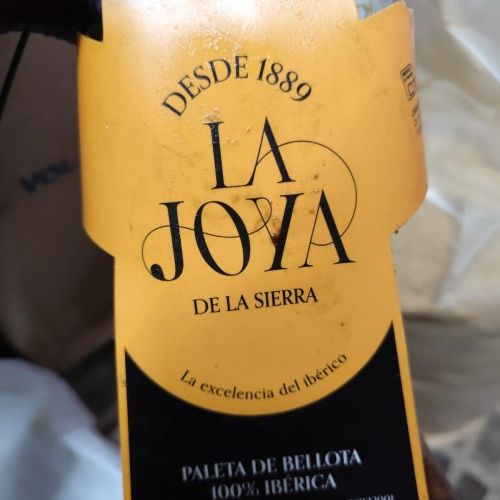 DESDE 1889
LA
JOYA
DE LA SIERRA
La excelencia del ibérico
PALETA DE BELLOTA
100% IBÉRICA